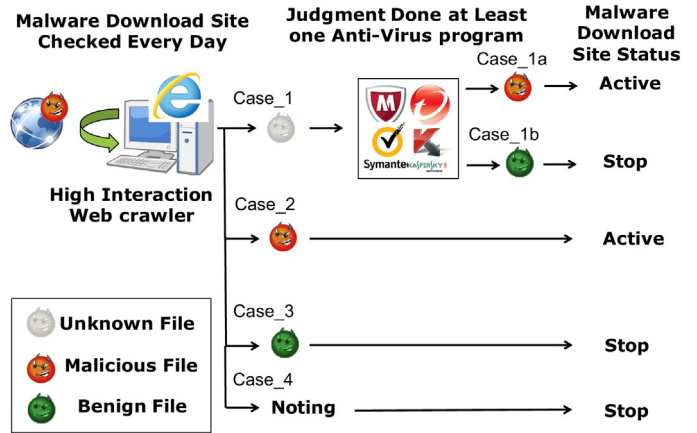 Malware Download Site
Checked Every Day
Judgment Done at Least
one Anti-Virus program
Malware
Download
Site Status
Case_1
Case_1a
Active
Case_1b
Stop
Symantec
KASPERSKY
High Interaction
Web crawler
Case_2
Active
Case_3
Stop
Case_4
Noting
Stop
Unknown File
Malicious File
Benign File